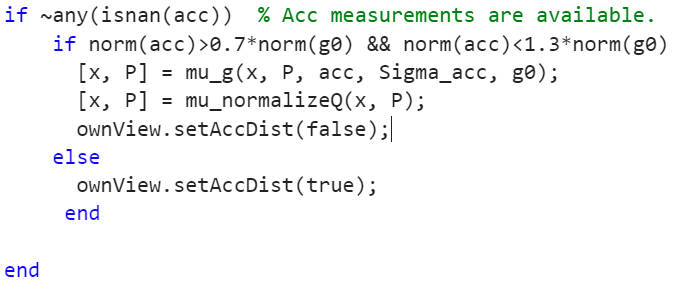 if ~any(isnan(acc))  % Acc measurements are available.
    if norm(acc)>0.7*norm(g0) && norm(acc)<1.3*norm(g0)
      [x, P] = mu_g(x, P, acc, Sigma_acc, g0);
      [x, P] = mu_normalizeQ(x, P);
      ownView.setAccDist(false);
    else
      ownView.setAccDist(true);
     end

end